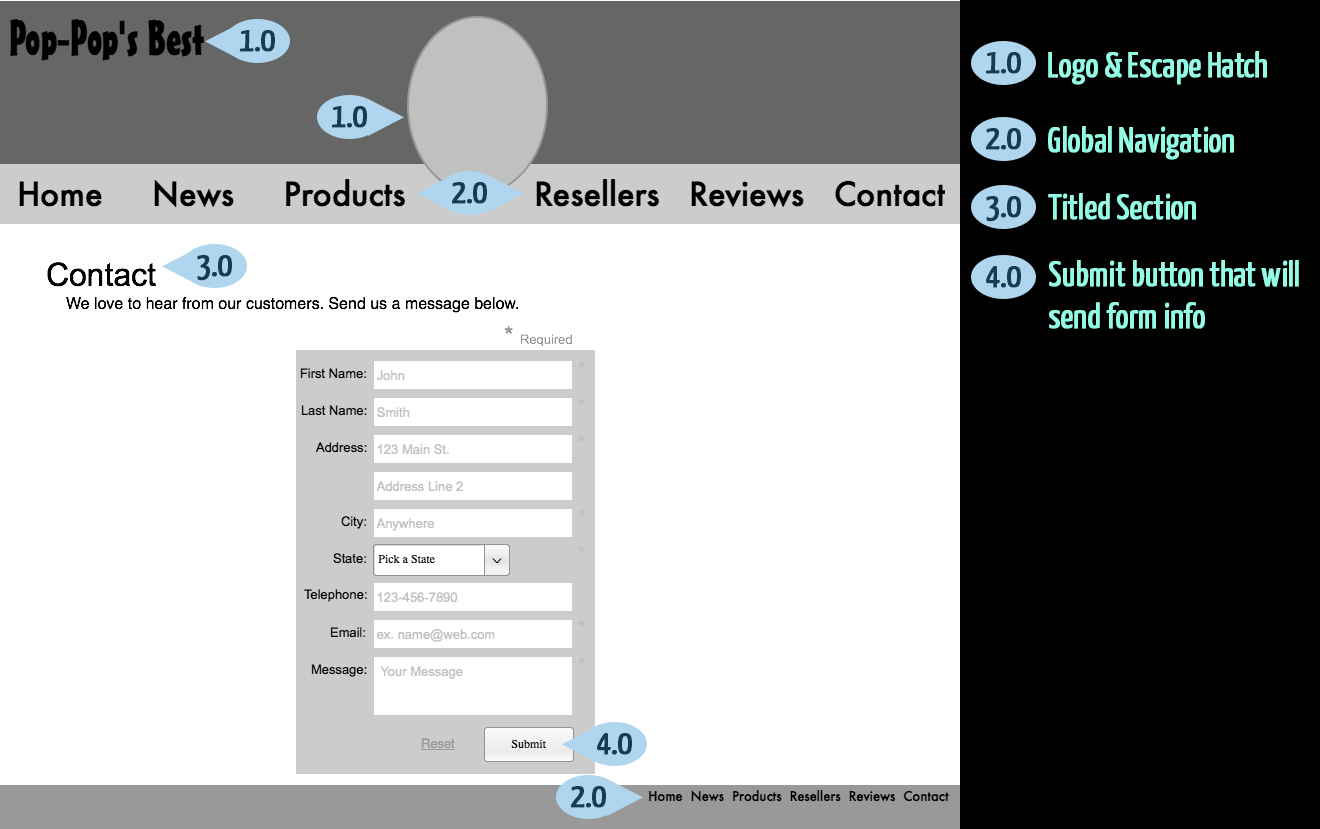 Pop-Pop's Best 1.0
1.0
Home News Products 2.0 Resellers Reviews Contact
Contact 3.0
We love to hear from our customers. Send us a message below.
* Required
First Name: John *
Last Name: Smith *
Address: 123 Main St. *
Address Line 2
City: Anywhere *
State: Pick a State *
Telephone: 123-456-7890
Email: ex. name@web.com *
Message: Your Message *
Reset Submit 4.0
2.0 Home News Products Resellers Reviews Contact
1.0 Logo & Escape Hatch
2.0 Global Navigation
3.0 Titled Section
4.0 Submit button that will
send form info